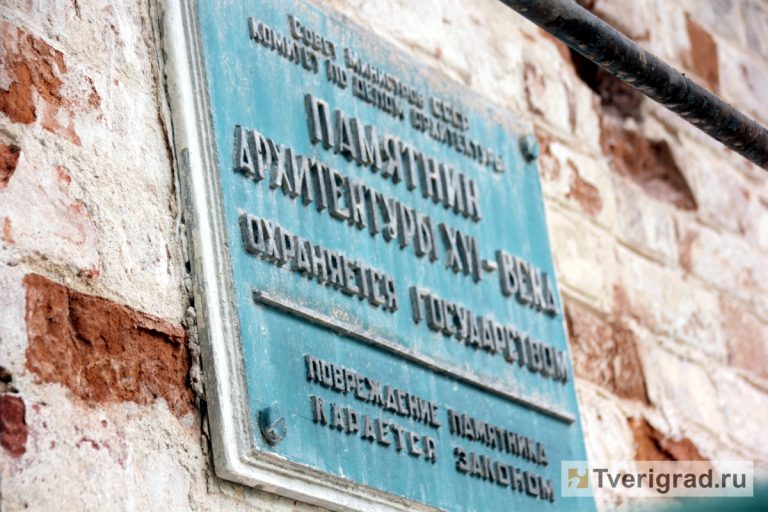 Совет Министров СССР
Комитет по делам архитектуры
ПАМЯТНИК
АРХИТЕКТУРЫ XVI - ВЕКА
ОХРАНЯЕТСЯ ГОСУДАРСТВОМ
ПОВРЕЖДЕНИЕ ПАМЯТНИКА
КАРАЕТСЯ ЗАКОНОМ
Tverigrad.ru